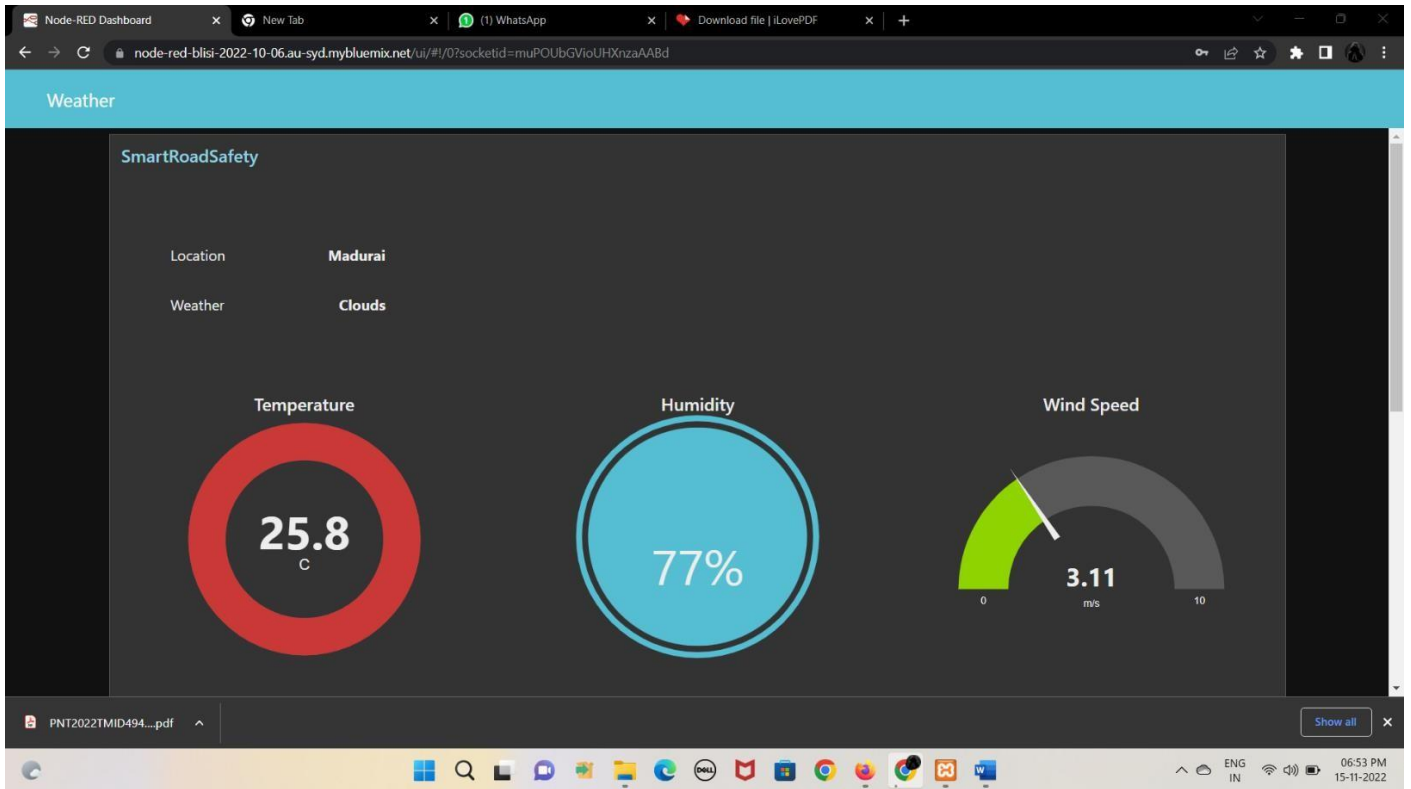 Node-RED Dashboard
New Tab
(1) WhatsApp
Download file | iLovePDF
node-red-blisi-2022-10-06.au-syd.mybluemix.net/ui/#!/0?socketid=muPOUbGVioUHXnzaAABd
Weather
SmartRoadSafety
Location Madurai
Weather Clouds
Temperature
25.8
C
Humidity
77%
Wind Speed
3.11
0 m/s 10
PNT2022TMID494....pdf
Show all
DELL
ENG
IN
06:53 PM
15-11-2022